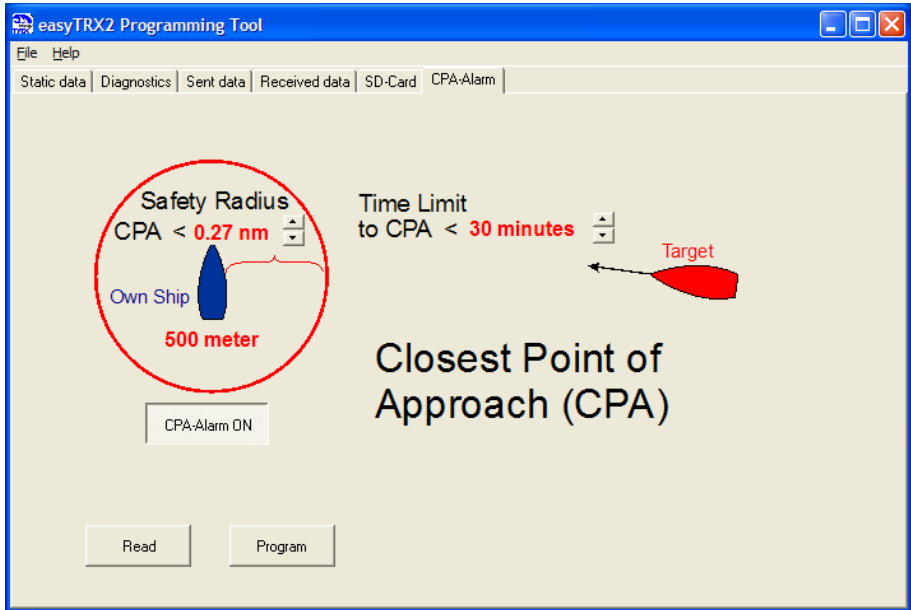 easyTRX2 Programming Tool
File Help
Static data Diagnostics Sent data Received data SD-Card CPA-Alarm
Safety Radius
CPA < 0.27 nm
Own Ship
500 meter
CPA-Alarm ON
Time Limit
to CPA < 30 minutes
Target
Closest Point of
Approach (CPA)
Read Program